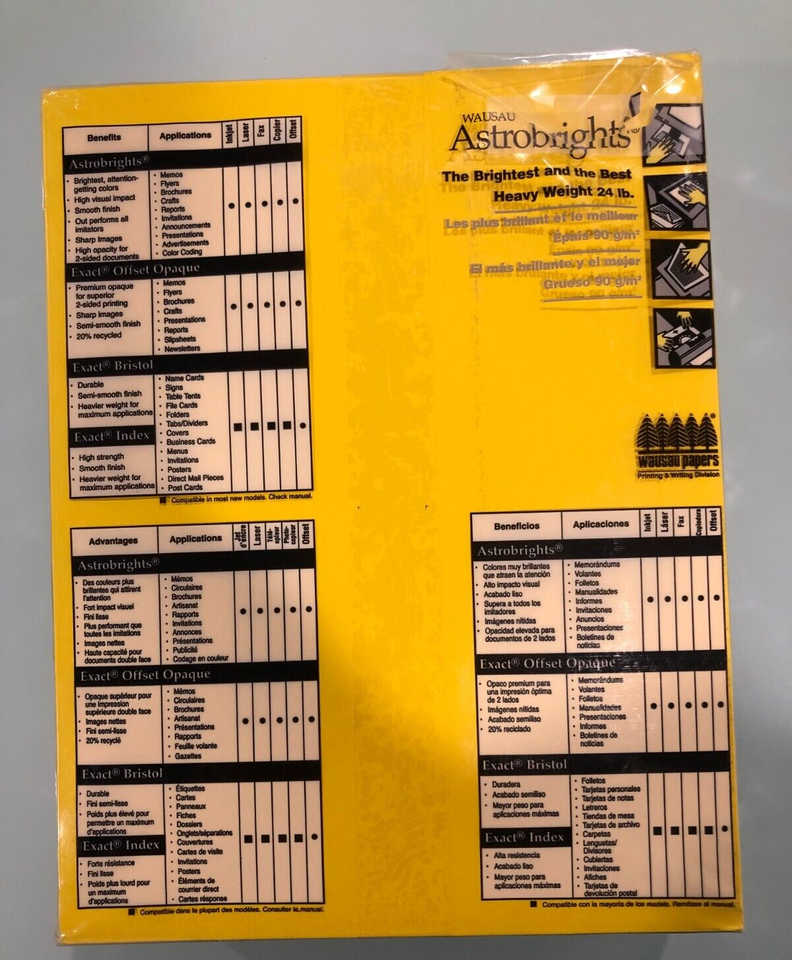 WAUSAU
Astrobrights®
The Brightest and the Best
Heavy Weight 24 lb.
Les plus brillant et le meilleur
Épais 90 g/m²
El más brillante y el mejor
Grueso 90 g/m²
wausau papers®
Printing & Writing Division
Benefits Applications Inkjet Laser Fax Copier Offset
Astrobrights®
• Brightest, attention-
getting colors
• High visual impact
• Smooth finish
• Out performs all
imitators
• Sharp images
• High opacity for
2-sided documents
• Memos
• Flyers
• Brochures
• Crafts
• Reports
• Invitations
• Announcements
• Presentations
• Advertisements
• Color Coding
Exact® Offset Opaque
• Premium opaque
for superior
2-sided printing
• Sharp images
• Semi-smooth finish
• 20% recycled
• Memos
• Flyers
• Brochures
• Crafts
• Presentations
• Reports
• Slipsheets
• Newsletters
Exact® Bristol
• Durable
• Semi-smooth finish
• Heavier weight for
maximum applications
Exact® Index
• High strength
• Smooth finish
• Heavier weight for
maximum applications
• Name Cards
• Signs
• Table Tents
• File Cards
• Folders
• Tabs/Dividers
• Covers
• Business Cards
• Menus
• Invitations
• Posters
• Direct Mail Pieces
• Post Cards
■ Compatible in most new models. Check manual.
Advantages Applications Jet d'encre Laser Télé-copieur Photo-copieur Offset
Astrobrights®
• Des couleurs plus
brillantes qui attirent
l'attention
• Fort impact visuel
• Fini lisse
• Plus performant que
toutes les imitations
• Images nettes
• Haute capacité pour
documents double face
• Mémos
• Circulaires
• Brochures
• Artisanat
• Rapports
• Invitations
• Annonces
• Présentations
• Publicité
• Codage en couleur
Exact® Offset Opaque
• Opaque supérieur pour
une impression
supérieure double face
• Images nettes
• Fini semi-lisse
• 20% recyclé
• Mémos
• Circulaires
• Brochures
• Artisanat
• Présentations
• Rapports
• Feuille volante
• Gazettes
Exact® Bristol
• Durable
• Fini semi-lisse
• Poids plus élevé pour
permettre un maximum
d'applications
Exact® Index
• Forte résistance
• Fini lisse
• Poids plus lourd pour
un maximum
d'applications
• Étiquettes
• Cartes
• Panneaux
• Fiches
• Dossiers
• Onglets/séparations
• Couvertures
• Cartes de visite
• Invitations
• Posters
• Éléments de
courrier direct
• Cartes réponse
■ Compatible dans la plupart des modèles. Consulter la manuel.
Beneficios Aplicaciones Inkjet Láser Fax Copiadora Offset
Astrobrights®
• Colores muy brillantes
que atraen la atención
• Alto impacto visual
• Acabado liso
• Supera a todos los
imitadores
• Imágenes nítidas
• Opacidad elevada para
documentos de 2 lados
• Memorándums
• Volantes
• Folletos
• Manualidades
• Informes
• Invitaciones
• Anuncios
• Presentaciones
• Boletines de
noticias
Exact® Offset Opaque
• Opaco premium para
una impresión óptima
de 2 lados
• Imágenes nítidas
• Acabado semiliso
• 20% reciclado
• Memorándums
• Volantes
• Folletos
• Manualidades
• Presentaciones
• Informes
• Boletines de
noticias
Exact® Bristol
• Duradera
• Acabado semiliso
• Mayor peso para
aplicaciones máximas
Exact® Index
• Alta resistencia
• Acabado liso
• Mayor peso para
aplicaciones máximas
• Folletos
• Tarjetas personales
• Tarjetas de notas
• Letreros
• Tiendas de mesa
• Tarjetas de archivo
• Carpetas
• Lenguetas/
Divisores
• Cubiertas
• Invitaciones
• Afiches
• Tarjetas de
devolución postal
■ Compatible con la mayoria de los models. Remitase al manual.